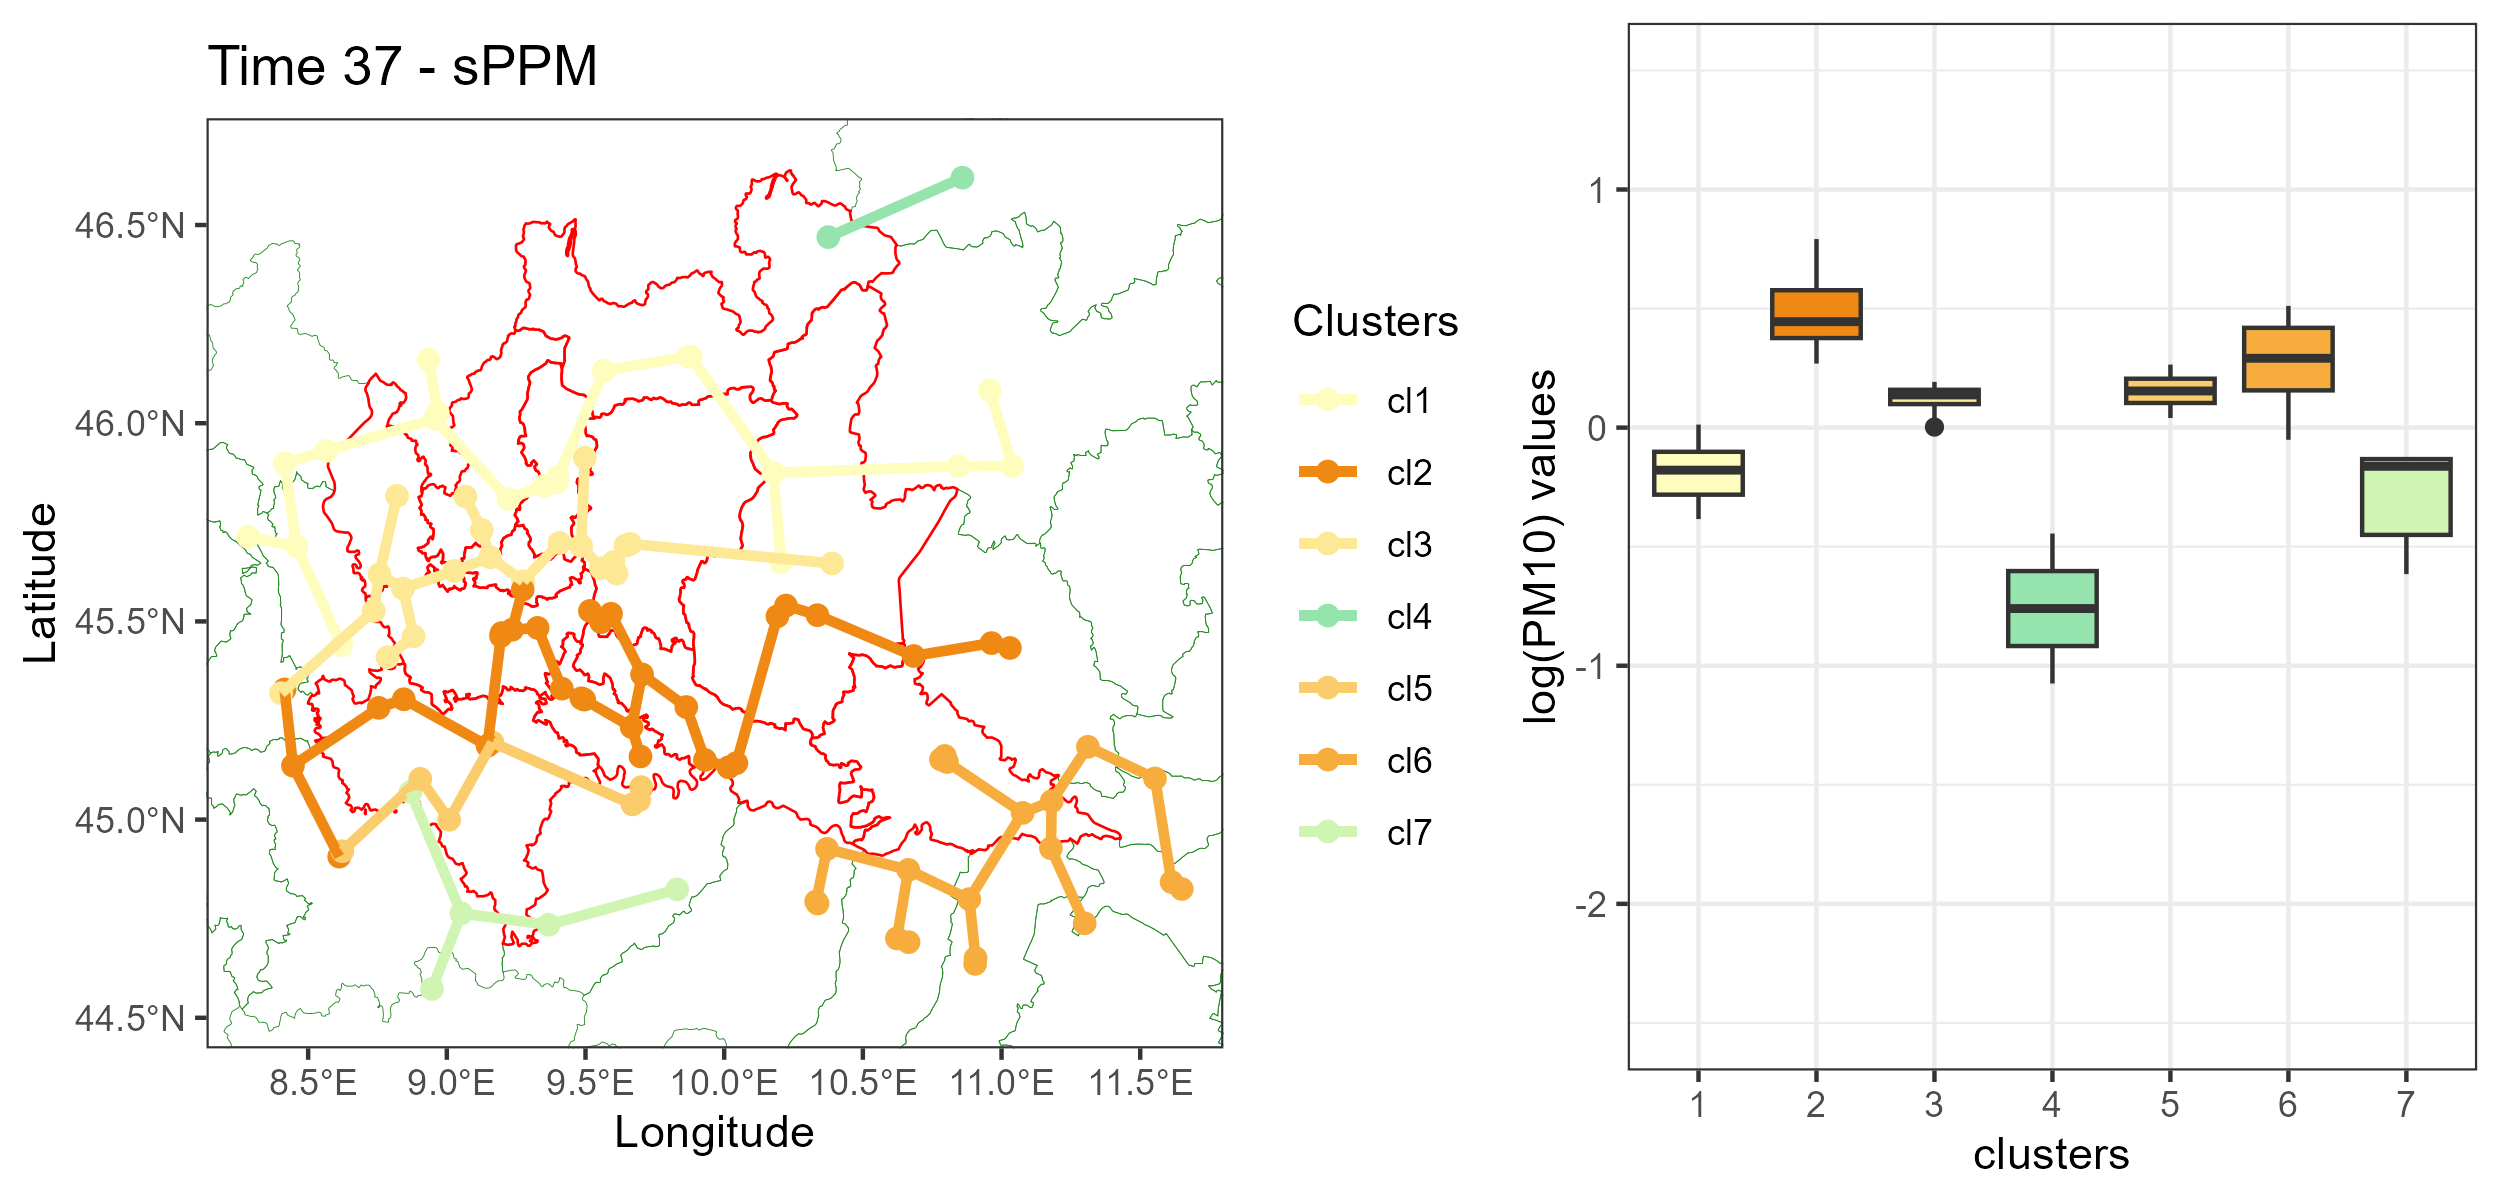 Time 37 - sPPM
Latitude
46.5°N
46.0°N
45.5°N
45.0°N
44.5°N
8.5°E 9.0°E 9.5°E 10.0°E 10.5°E 11.0°E 11.5°E
Longitude
Clusters
cl1
cl2
cl3
cl4
cl5
cl6
cl7
log(PM10) values
1
0
-1
-2
1 2 3 4 5 6 7
clusters